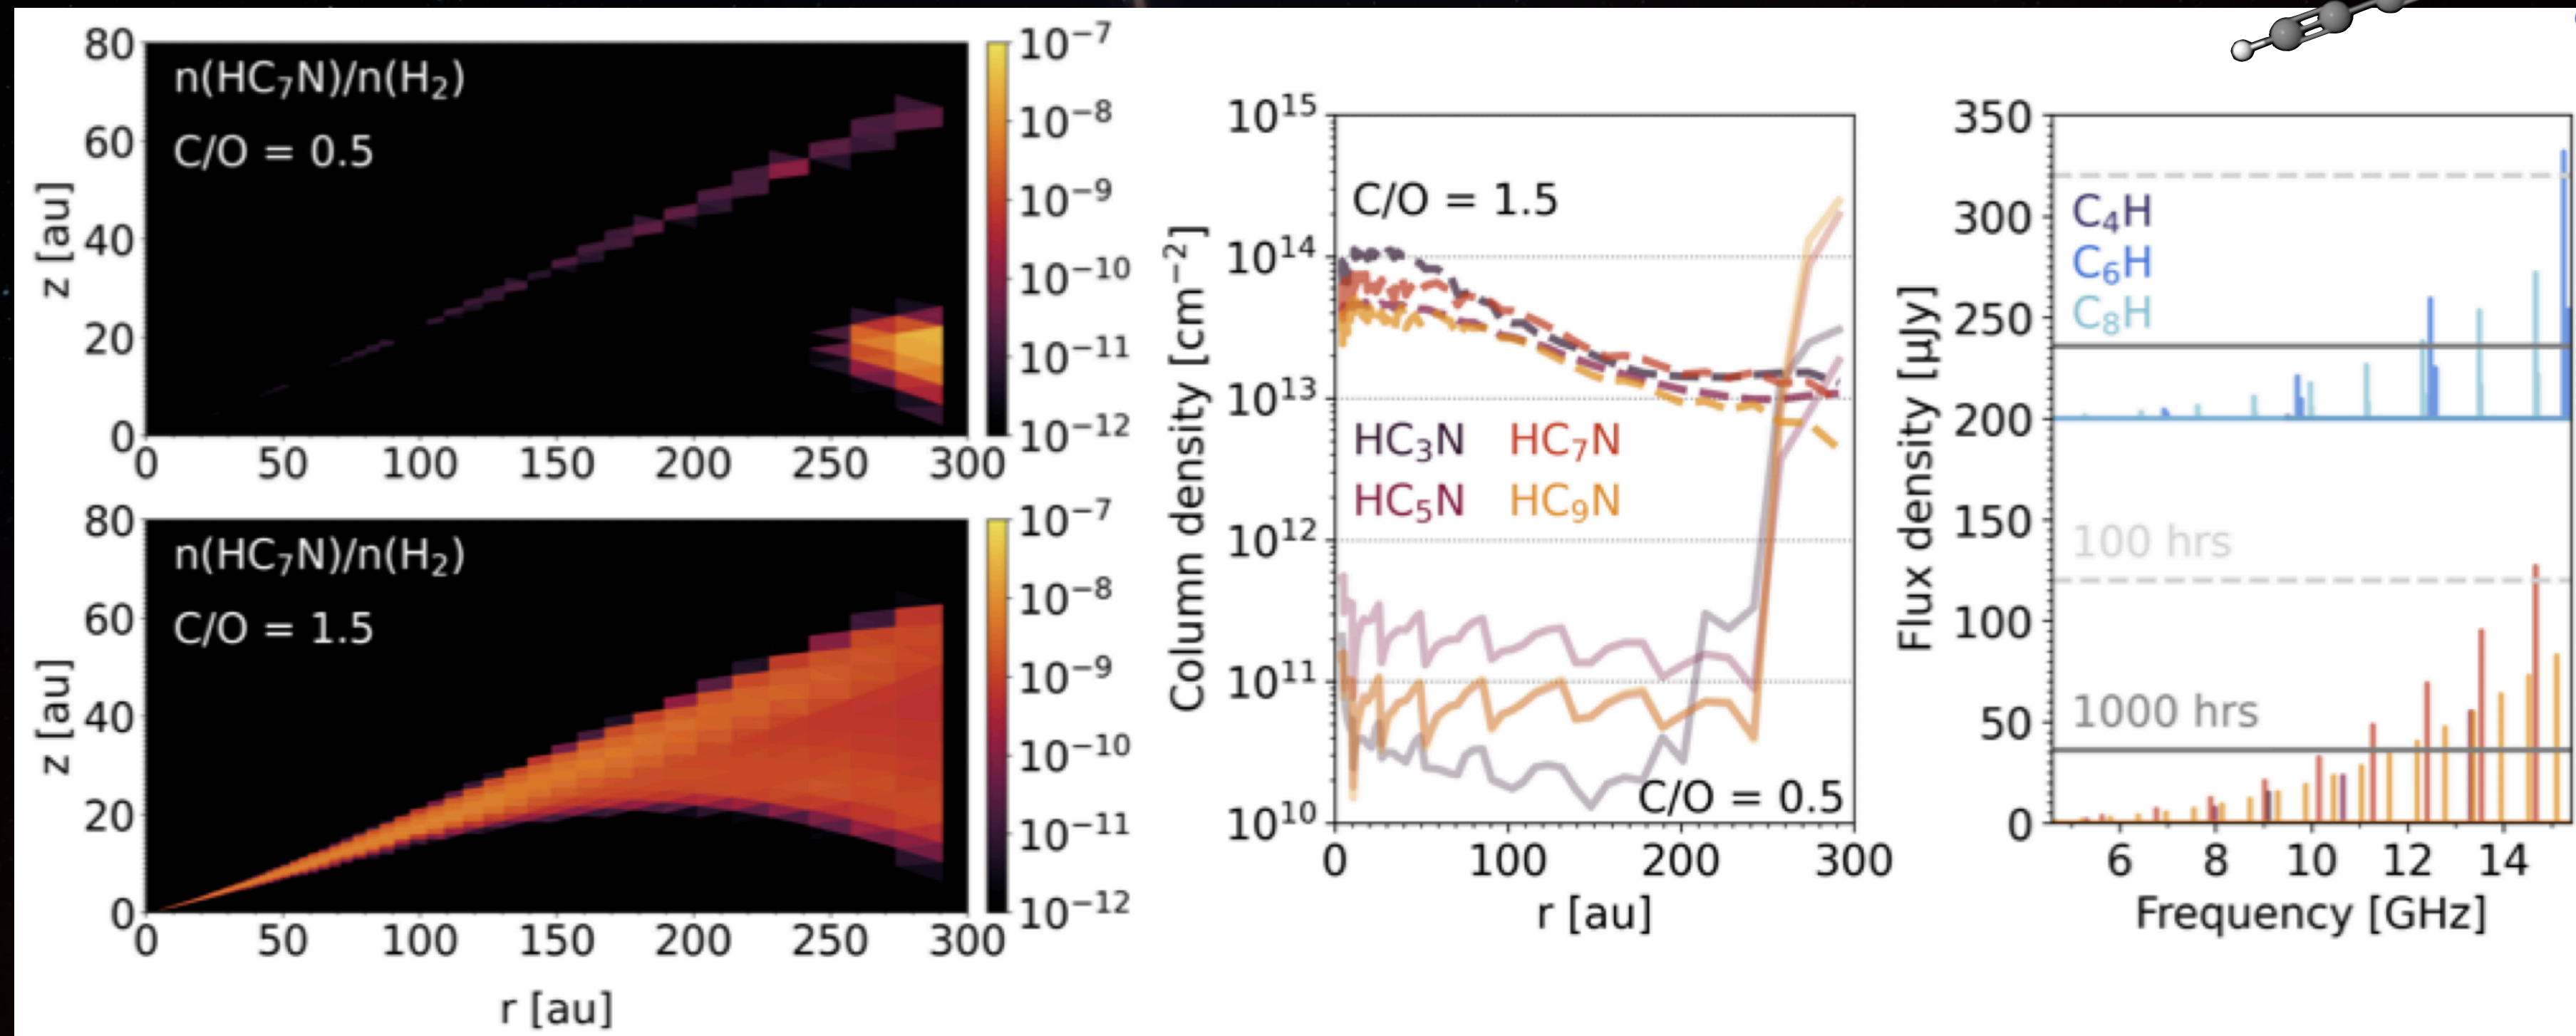 80
60
40
20
0
z [au]
n(HC₇N)/n(H₂)
C/O = 0.5
0 50 100 150 200 250 300
10⁻⁷
10⁻⁸
10⁻⁹
10⁻¹⁰
10⁻¹¹
10⁻¹²
80
60
40
20
0
z [au]
n(HC₇N)/n(H₂)
C/O = 1.5
0 50 100 150 200 250 300
r [au]
10⁻⁷
10⁻⁸
10⁻⁹
10⁻¹⁰
10⁻¹¹
10⁻¹²
Column density [cm⁻²]
10¹⁵
10¹⁴
10¹³
10¹²
10¹¹
10¹⁰
C/O = 1.5
HC₃N HC₇N
HC₅N HC₉N
C/O = 0.5
0 100 200 300
r [au]
Flux density [μJy]
350
300
250
200
150
100
50
0
C₄H
C₆H
C₈H
100 hrs
1000 hrs
6 8 10 12 14
Frequency [GHz]